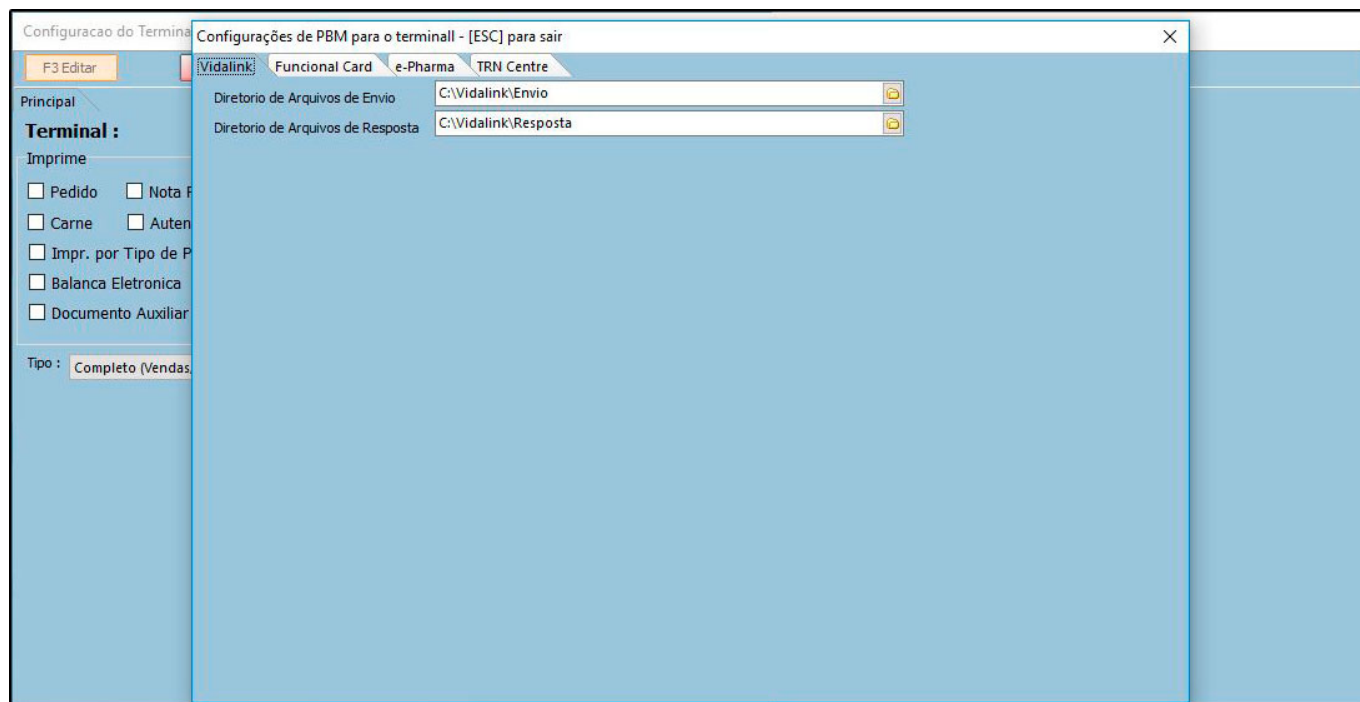 Configuracao do Termina
Configurações de PBM para o terminall - [ESC] para sair
F3 Editar
Vidalink Funcional Card e-Pharma TRN Centre
Principal
Diretorio de Arquivos de Envio C:\Vidalink\Envio
Diretorio de Arquivos de Resposta C:\Vidalink\Resposta
Terminal :
Imprime
Pedido Nota F
Carne Auten
Impr. por Tipo de P
Balanca Eletronica
Documento Auxiliar
Tipo : Completo (Vendas,